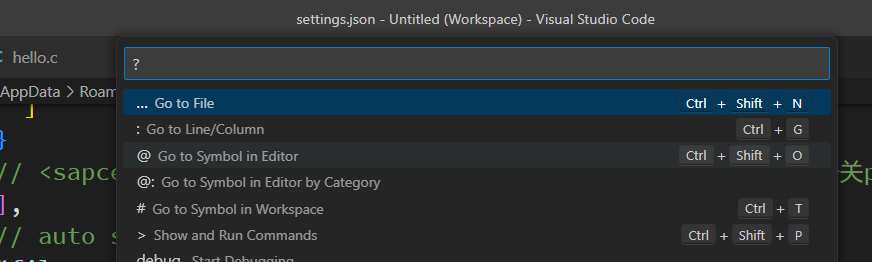 settings.json - Untitled (Workspace) - Visual Studio Code
hello.c
?
AppData > Roam
... Go to File Ctrl + Shift + N
: Go to Line/Column Ctrl + G
}
@ Go to Symbol in Editor Ctrl + Shift + O
// <sapce 关p
@: Go to Symbol in Editor by Category
# Go to Symbol in Workspace Ctrl + T
],
// auto s
> Show and Run Commands Ctrl + Shift + P
debug Start Debugging